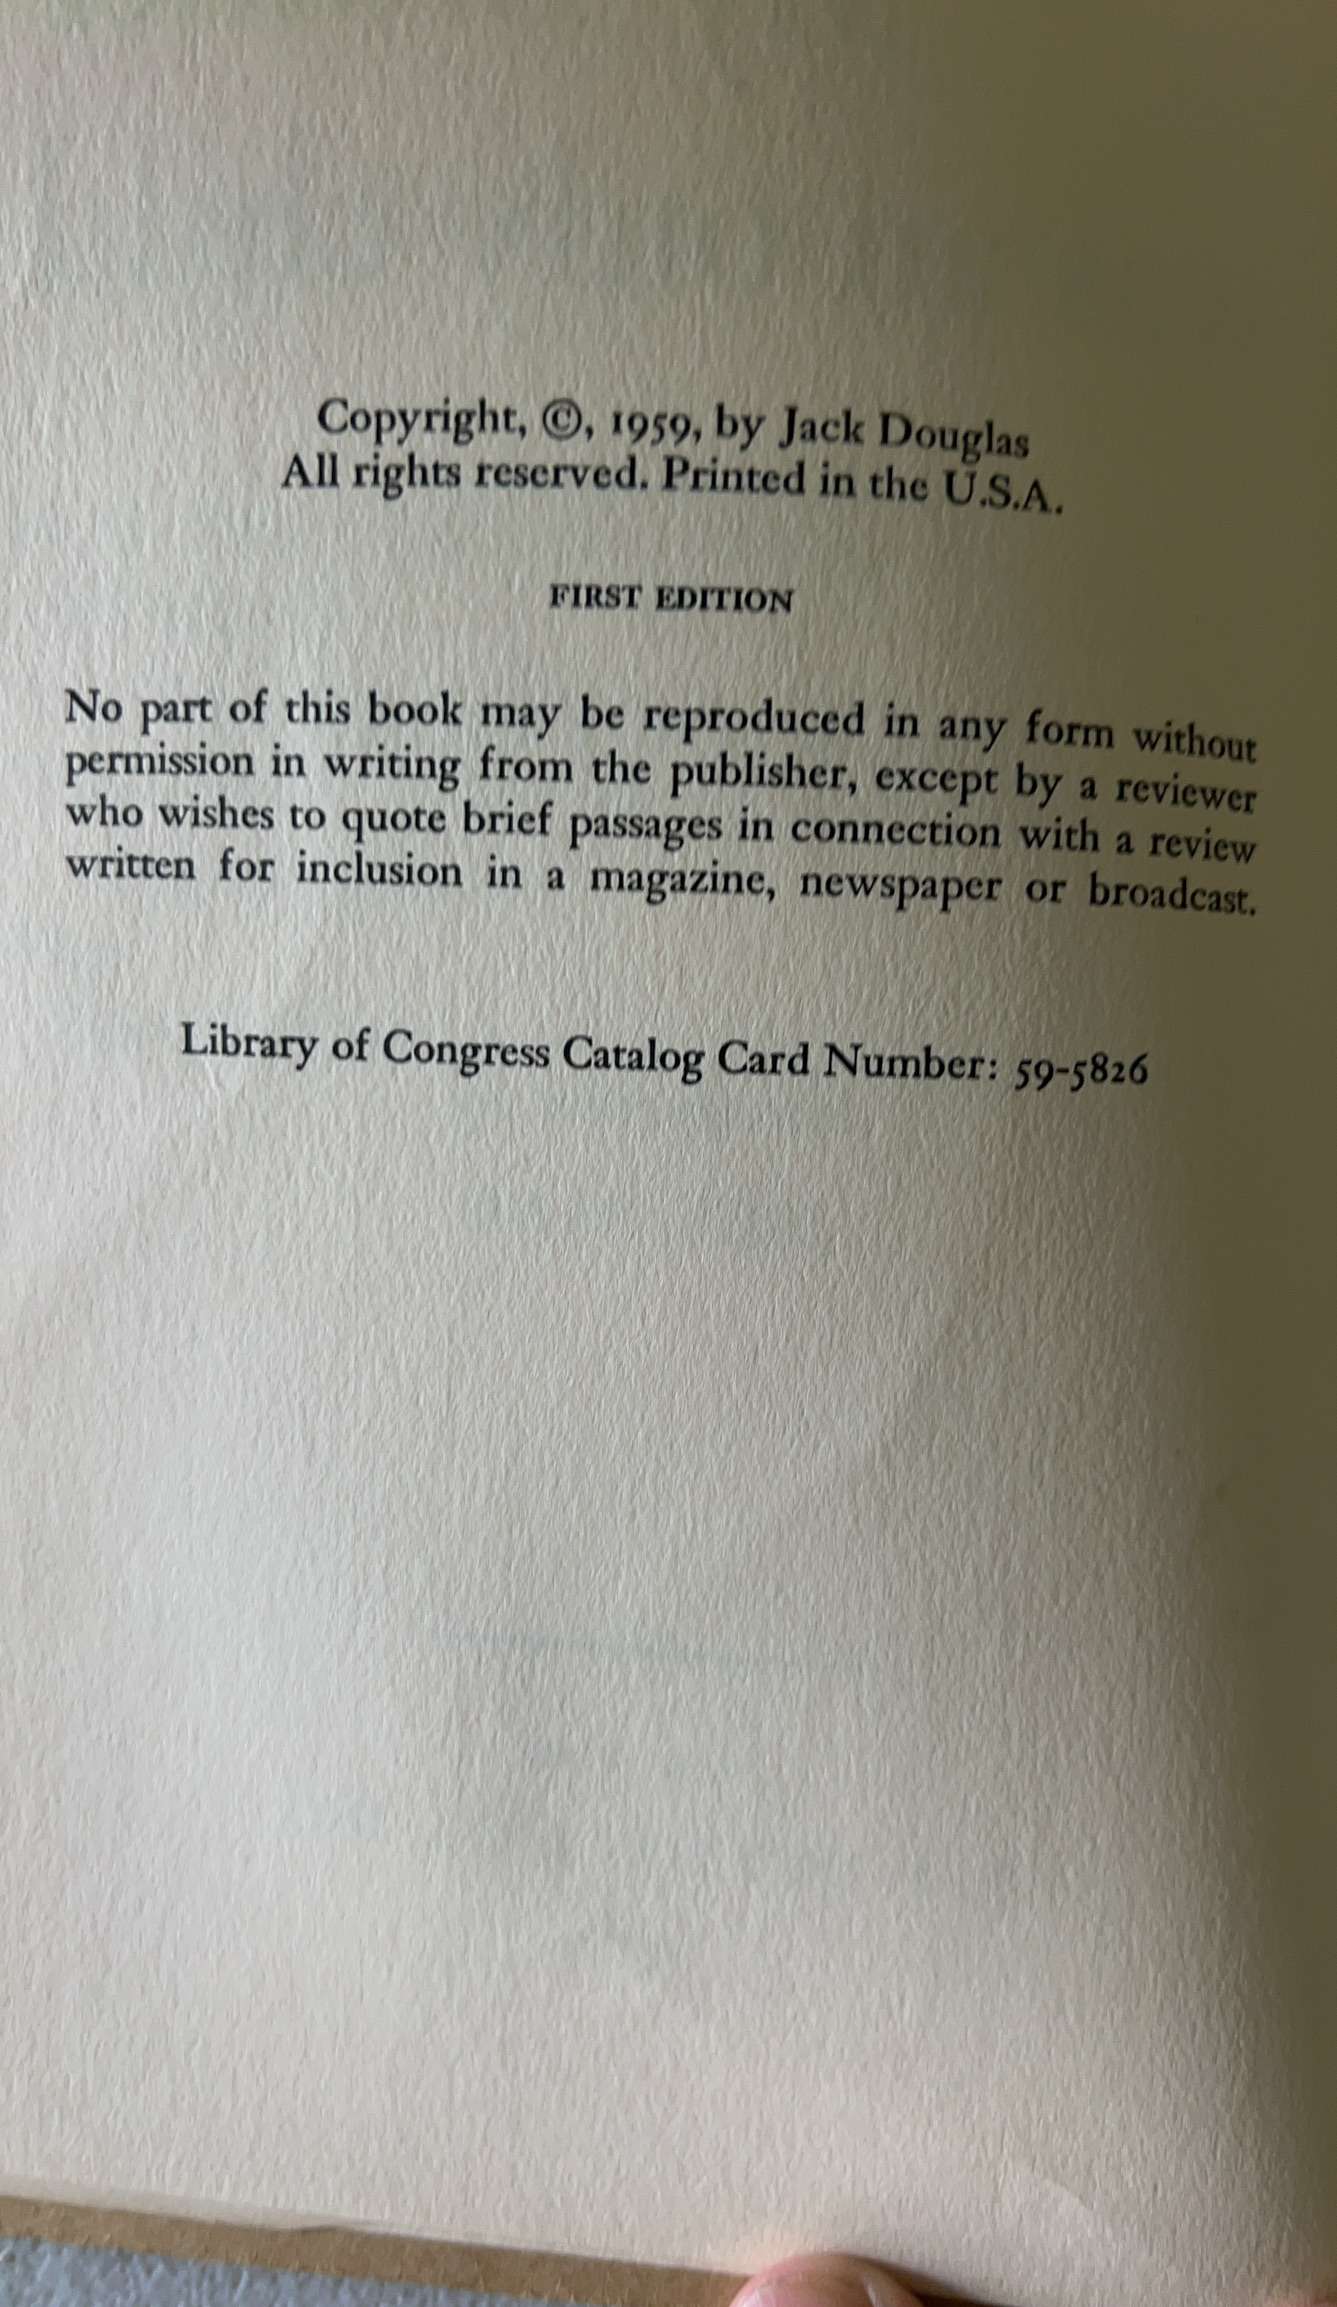 Copyright, ©, 1959, by Jack Douglas
All rights reserved. Printed in the U.S.A.
FIRST EDITION
No part of this book may be reproduced in any form without
permission in writing from the publisher, except by a reviewer
who wishes to quote brief passages in connection with a review
written for inclusion in a magazine, newspaper or broadcast.
Library of Congress Catalog Card Number: 59-5826